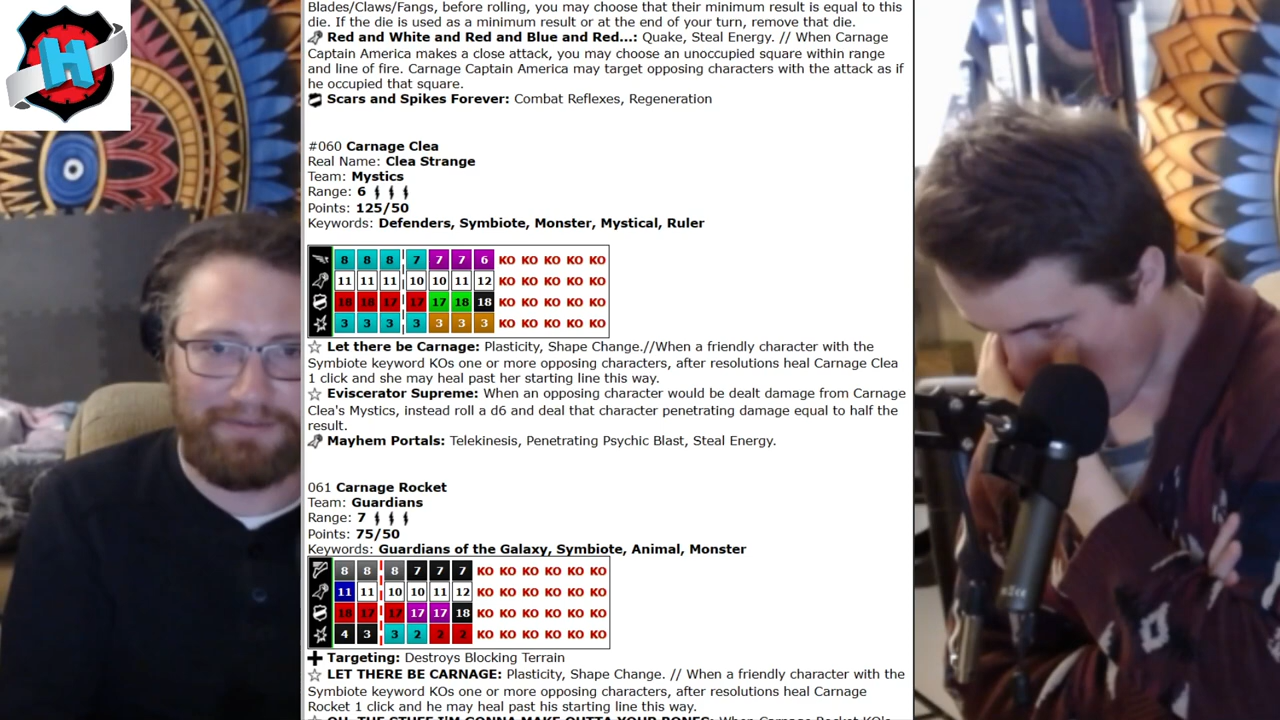 H
Blades/Claws/Fangs, before rolling, you may choose that their minimum result is equal to this
die. If the die is used as a minimum result or at the end of your turn, remove that die.
Red and White and Red and Blue and Red...: Quake, Steal Energy. // When Carnage
Captain America makes a close attack, you may choose an unoccupied square within range
and line of fire. Carnage Captain America may target opposing characters with the attack as if
he occupied that square.
Scars and Spikes Forever: Combat Reflexes, Regeneration
#060 Carnage Clea
Real Name: Clea Strange
Team: Mystics
Range: 6
Points: 125/50
Keywords: Defenders, Symbiote, Monster, Mystical, Ruler
8 8 8 7 7 7 6 KO KO KO KO KO
11 11 11 10 10 11 12 KO KO KO KO KO
18 18 17 17 17 18 18 KO KO KO KO KO
3 3 3 3 3 3 3 KO KO KO KO KO
Let there be Carnage: Plasticity, Shape Change.//When a friendly character with the
Symbiote keyword KOs one or more opposing characters, after resolutions heal Carnage Clea
1 click and she may heal past her starting line this way.
Eviscerator Supreme: When an opposing character would be dealt damage from Carnage
Clea's Mystics, instead roll a d6 and deal that character penetrating damage equal to half the
result.
Mayhem Portals: Telekinesis, Penetrating Psychic Blast, Steal Energy.
061 Carnage Rocket
Team: Guardians
Range: 7
Points: 75/50
Keywords: Guardians of the Galaxy, Symbiote, Animal, Monster
8 8 8 7 7 7 KO KO KO KO KO KO
11 11 10 10 11 12 KO KO KO KO KO KO
18 17 17 17 17 18 KO KO KO KO KO KO
4 3 3 2 2 2 KO KO KO KO KO KO
Targeting: Destroys Blocking Terrain
LET THERE BE CARNAGE: Plasticity, Shape Change. // When a friendly character with the
Symbiote keyword KOs one or more opposing characters, after resolutions heal Carnage
Rocket 1 click and he may heal past his starting line this way.
OH, THE STUFF I'M GONNA MAKE OUTTA YOUR BONES: When Carnage Rocket KOs